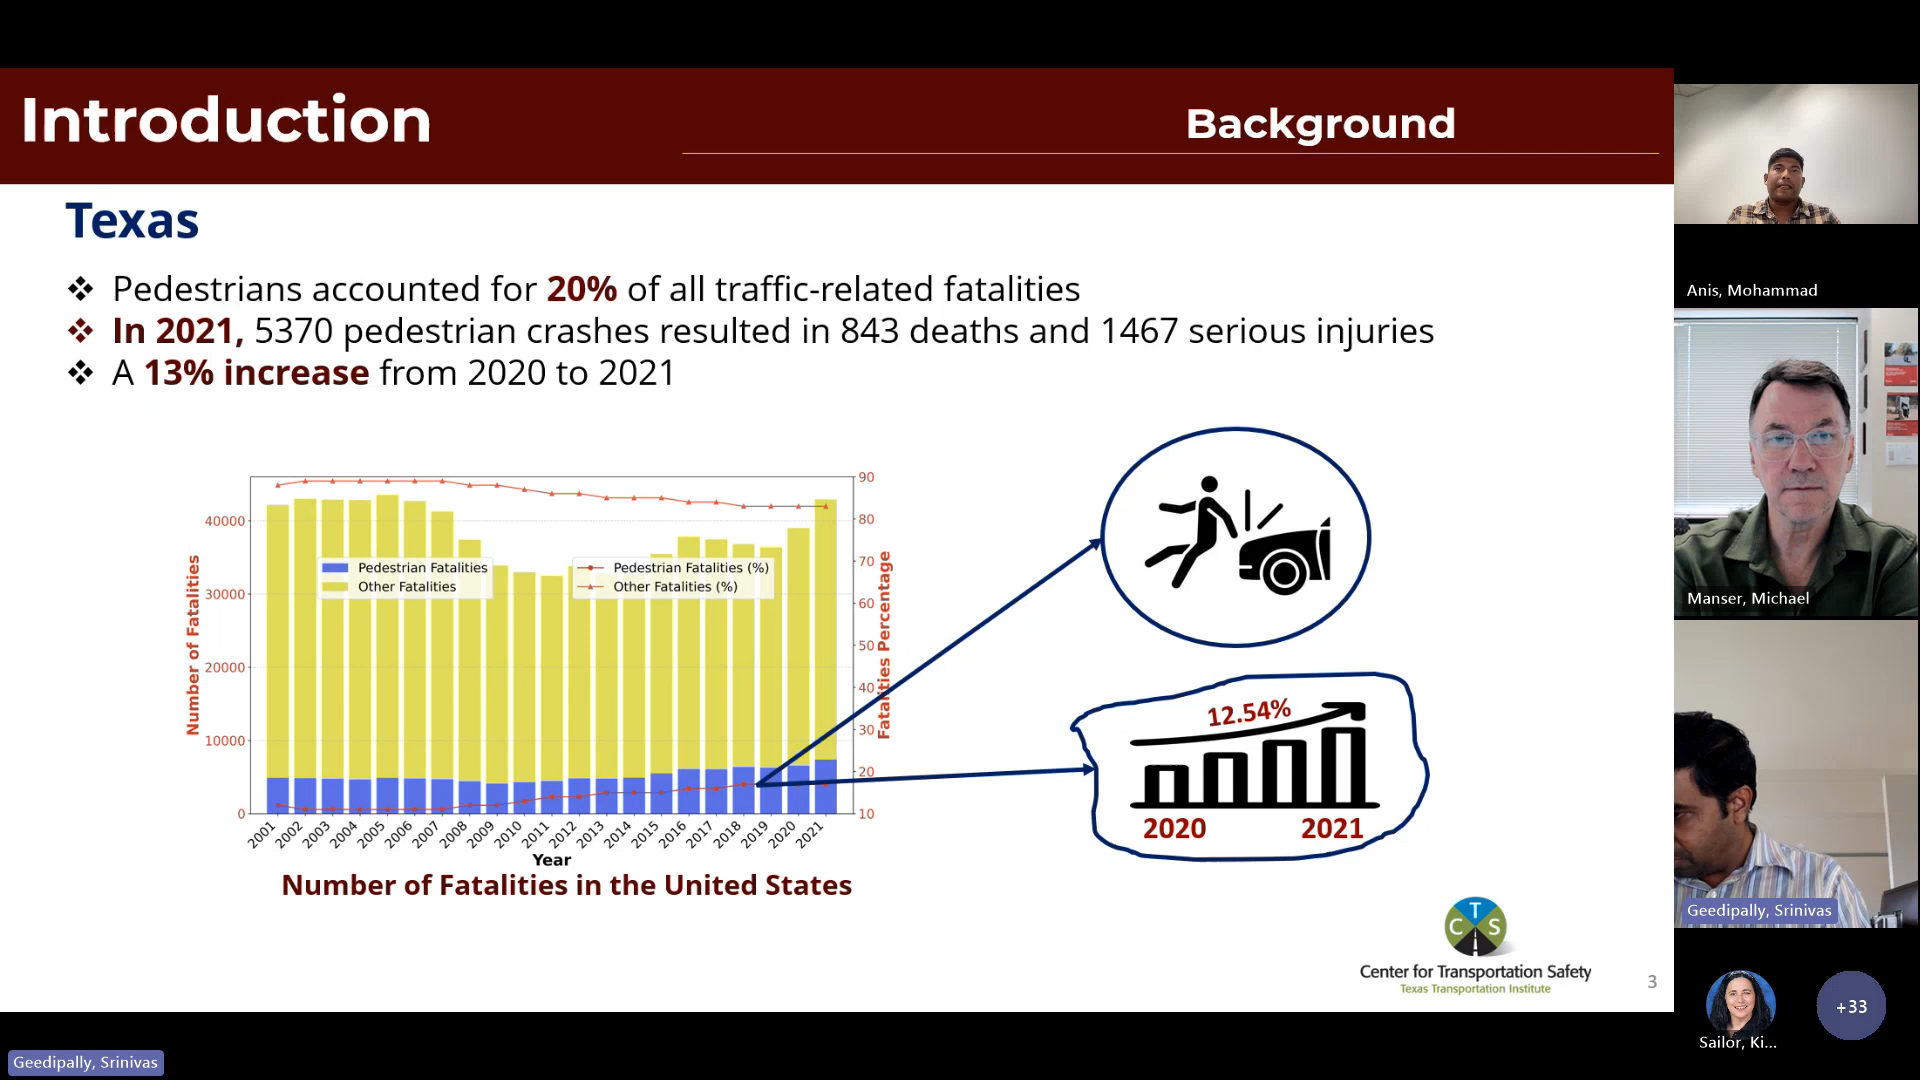 Introduction
Background
Texas
❖ Pedestrians accounted for 20% of all traffic-related fatalities
❖ In 2021, 5370 pedestrian crashes resulted in 843 deaths and 1467 serious injuries
❖ A 13% increase from 2020 to 2021
Number of Fatalities
40000
30000
20000
10000
0
Pedestrian Fatalities
Other Fatalities
Pedestrian Fatalities (%)
Other Fatalities (%)
90
80
70
60
50
40
30
20
10
Fatalities Percentage
2001 2002 2003 2004 2005 2006 2007 2008 2009 2010 2011 2012 2013 2014 2015 2016 2017 2018 2019 2020 2021
Year
Number of Fatalities in the United States
12.54%
2020 2021
T
C S
Center for Transportation Safety
Texas Transportation Institute
3
Anis, Mohammad
Manser, Michael
Geedipally, Srinivas
Sailor, Ki...
+33
Geedipally, Srinivas